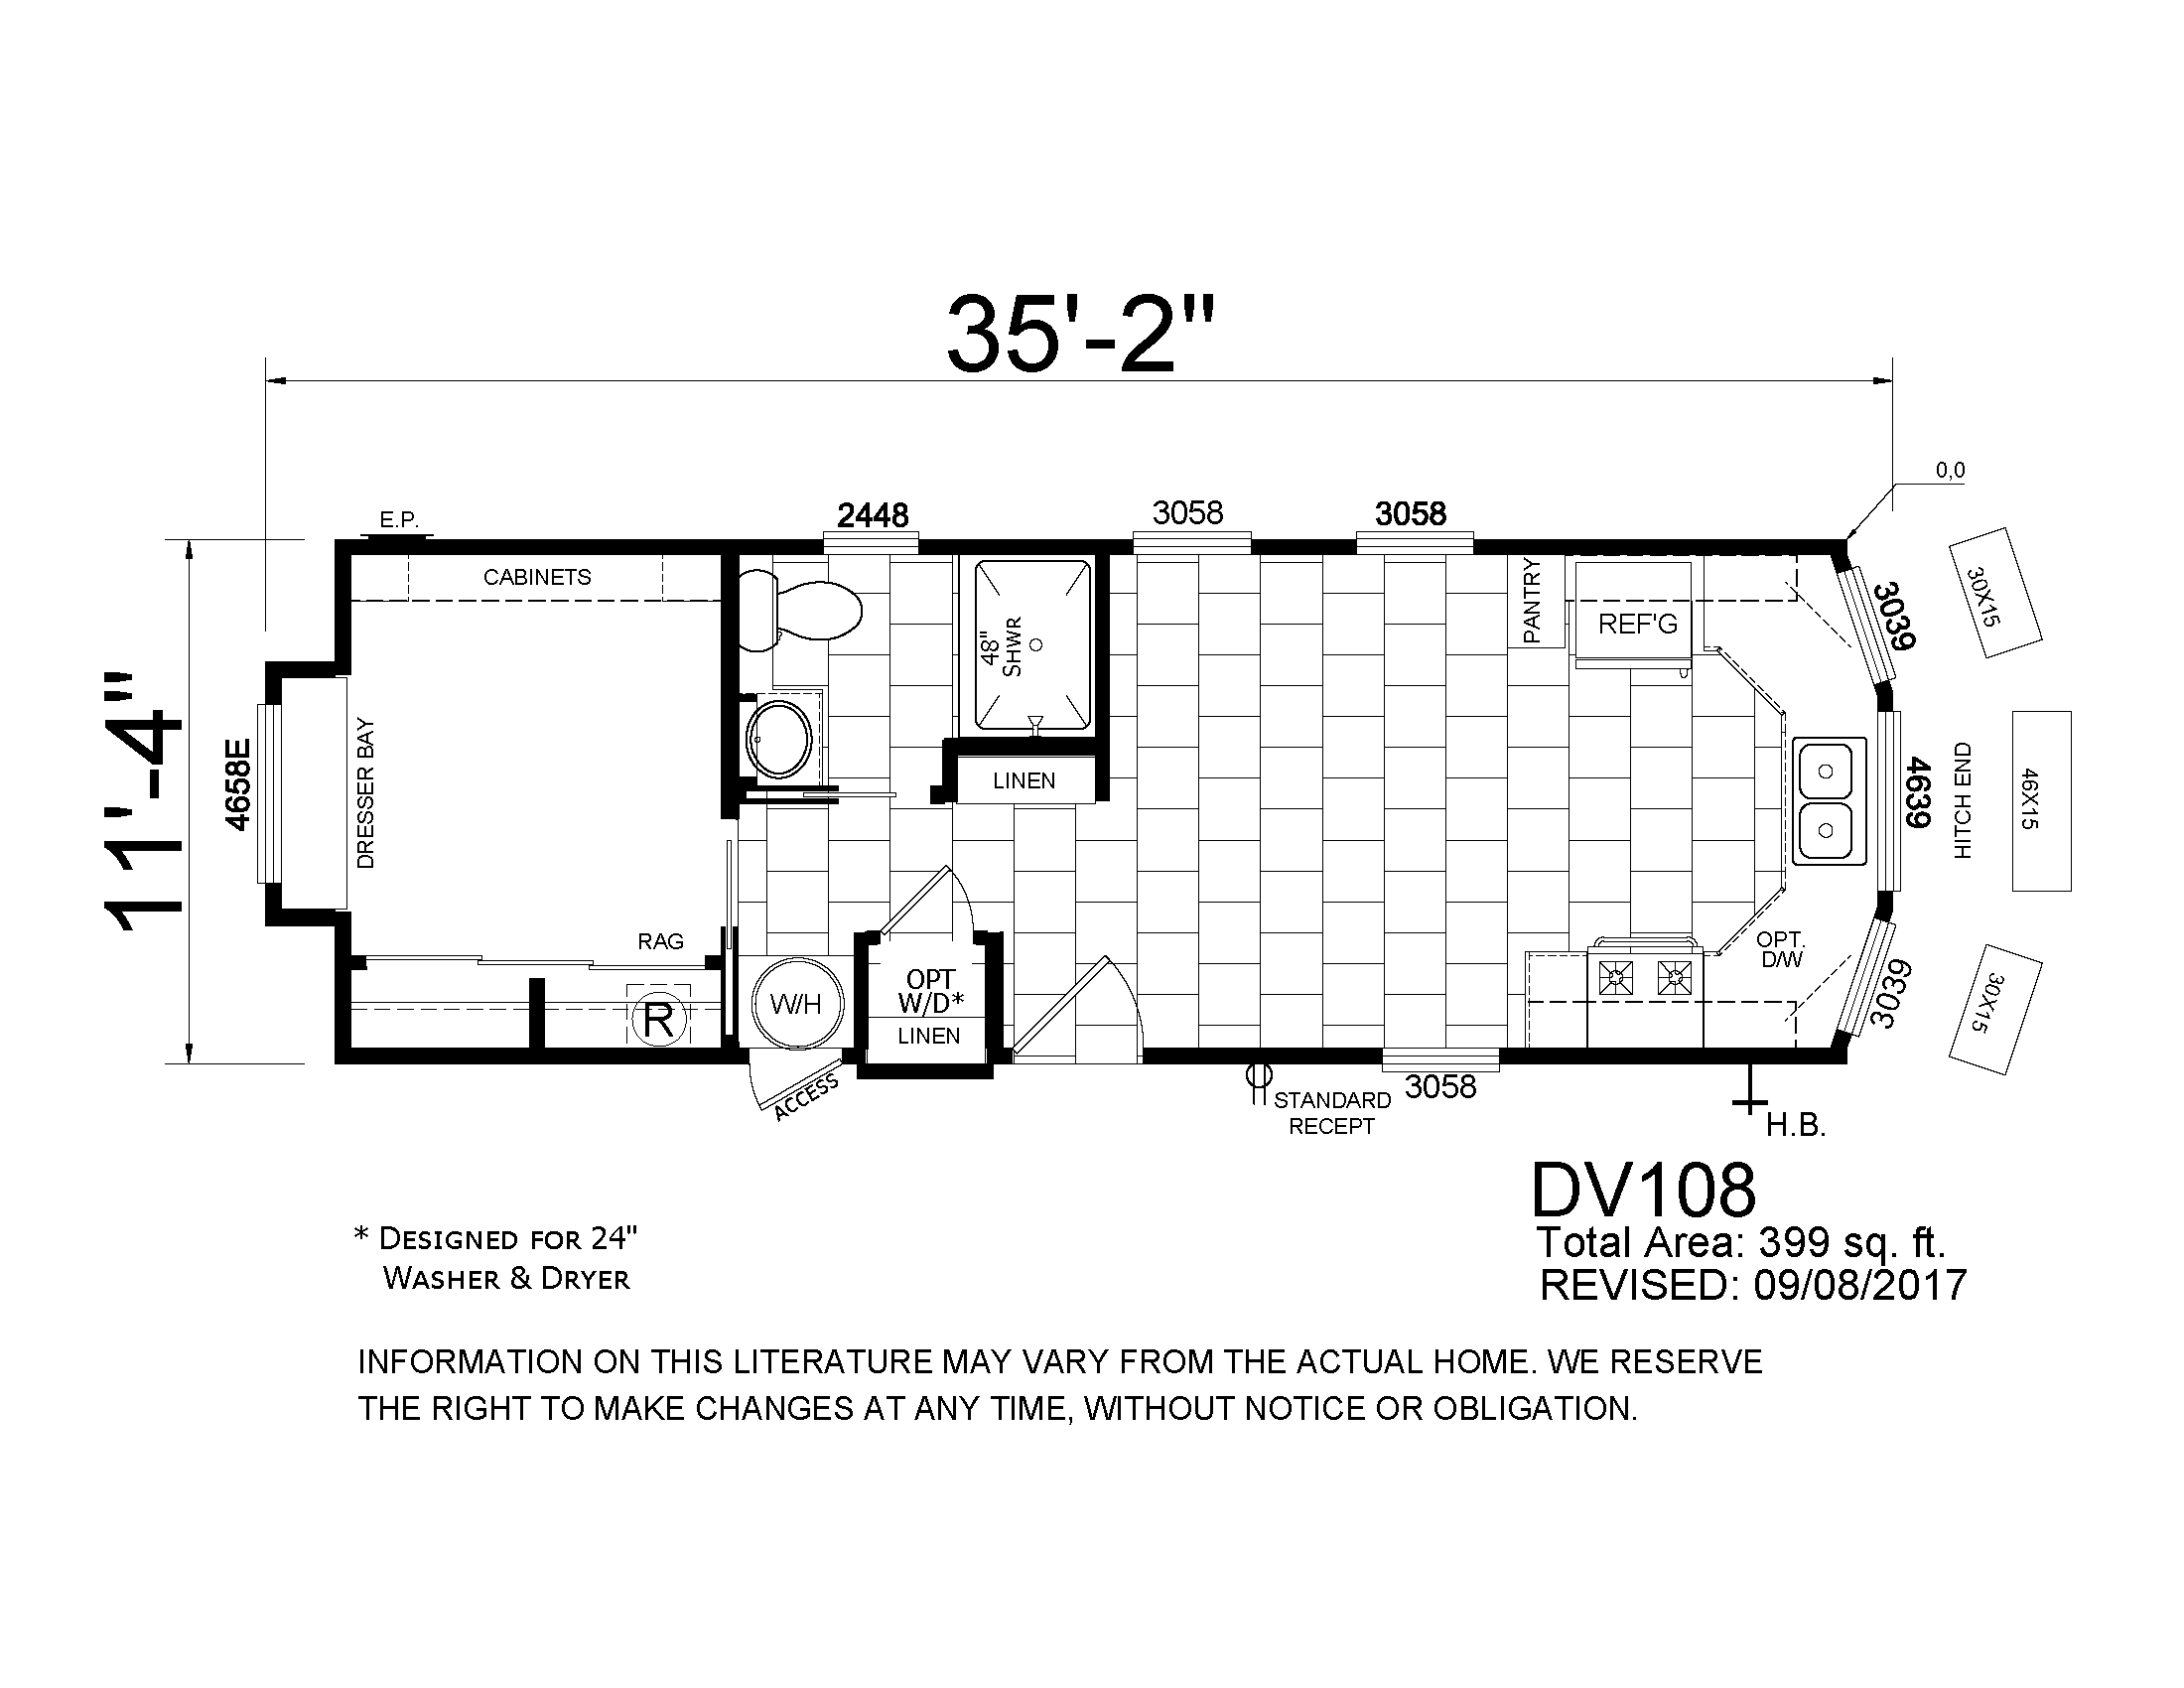 35'-2"
0,0
2448
3058
3058
E.P.
CABINETS
PANTRY
REF'G
3039
30X15
48"
SHWR
11'-4"
4658E
DRESSER BAY
LINEN
4639
HITCH END
46X15
RAG
OPT.
D/W
OPT
W/D*
W/H
R
LINEN
3039
30X15
ACCESS
3058
STANDARD
RECEPT
H.B.
DV108
Total Area: 399 sq. ft.
REVISED: 09/08/2017
* DESIGNED FOR 24"
WASHER & DRYER
INFORMATION ON THIS LITERATURE MAY VARY FROM THE ACTUAL HOME. WE RESERVE
THE RIGHT TO MAKE CHANGES AT ANY TIME, WITHOUT NOTICE OR OBLIGATION.